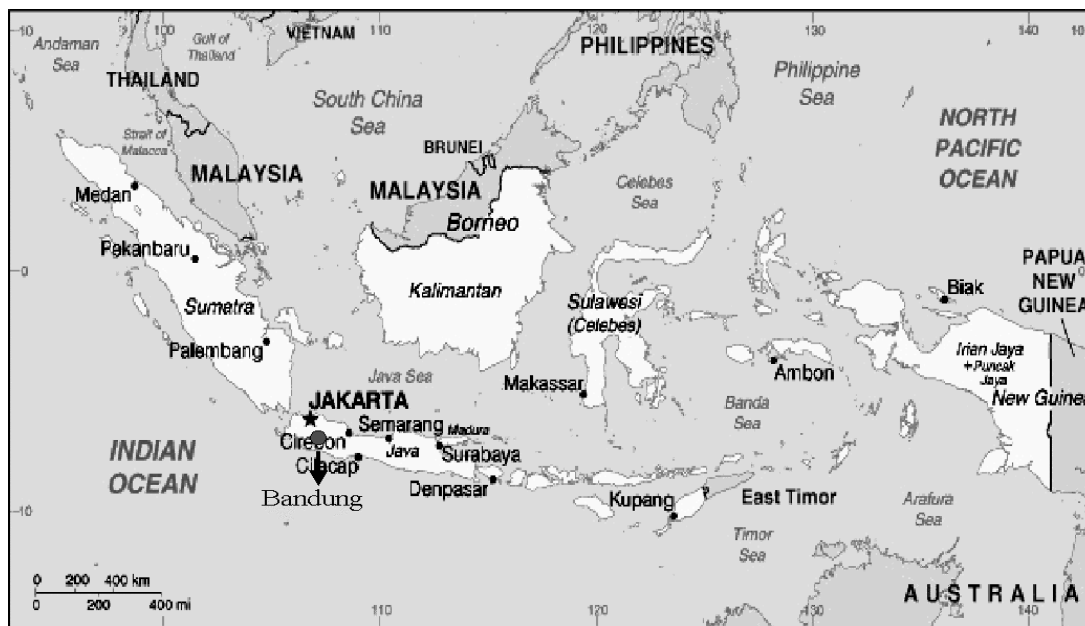 10
100
VIETNAM
130
140
Andaman
Sea
Gulf of
Thailand
THAILAND
PHILIPPINES
Philippine
Sea
South China
Sea
NORTH
PACIFIC
OCEAN
Strait of
Malacca
MALAYSIA
BRUNEI
MALAYSIA
Borneo
Celebes
Sea
Medan
Pekanbaru
0
Sumatra
Kalimantan
Sulawesi
(Celebes)
Biak
PAPUA
NEW
GUINEA
Palembang
Java Sea
Makassar
Ambon
Irian Jaya
+Puncak
Jaya
New Guinea
JAKARTA
Semarang
Madura
Banda
Sea
INDIAN
OCEAN
Cirebon
Java
Surabaya
Cilacap
Denpasar
Bandung
Kupang
East Timor
Arafura
Sea
10
Timor
Sea
0 200 400 km
0 200 400 mi
AUSTRALIA
110
120
130
140